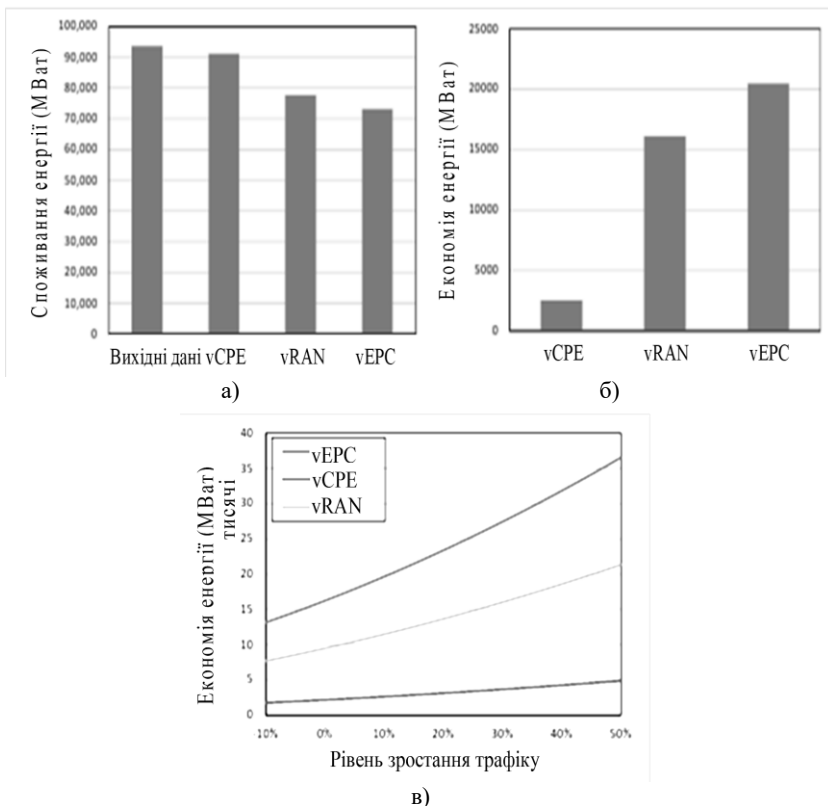 Споживання енергії (МВат)
100,000
90,000
80,000
70,000
60,000
50,000
40,000
30,000
20,000
10,000
0
Вихідні дані vCPE vRAN vEPC
а)
Економія енергії (МВат)
25000
20000
15000
10000
5000
0
vCPE vRAN vEPC
б)
Економія енергії (МВат)
тисячі
40
35
30
25
20
15
10
5
0
vEPC
vCPE
vRAN
-10% 0% 10% 20% 30% 40% 50%
Рівень зростання трафіку
в)